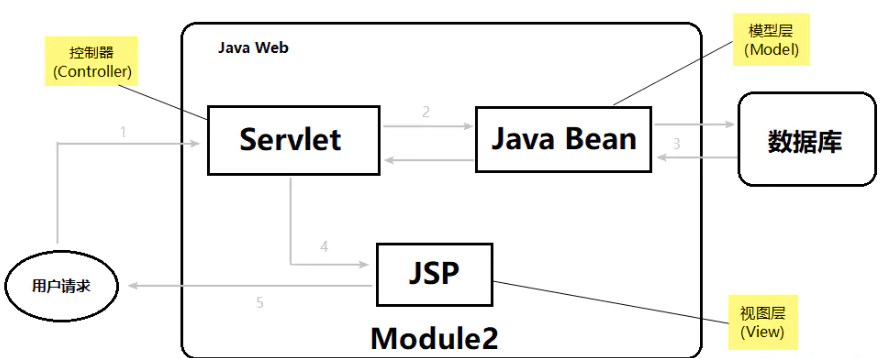 Java Web
控制器
(Controller)
模型层
(Model)
1
Servlet
2
Java Bean
3
数据库
4
JSP
用户请求
5
视图层
(View)
Module2